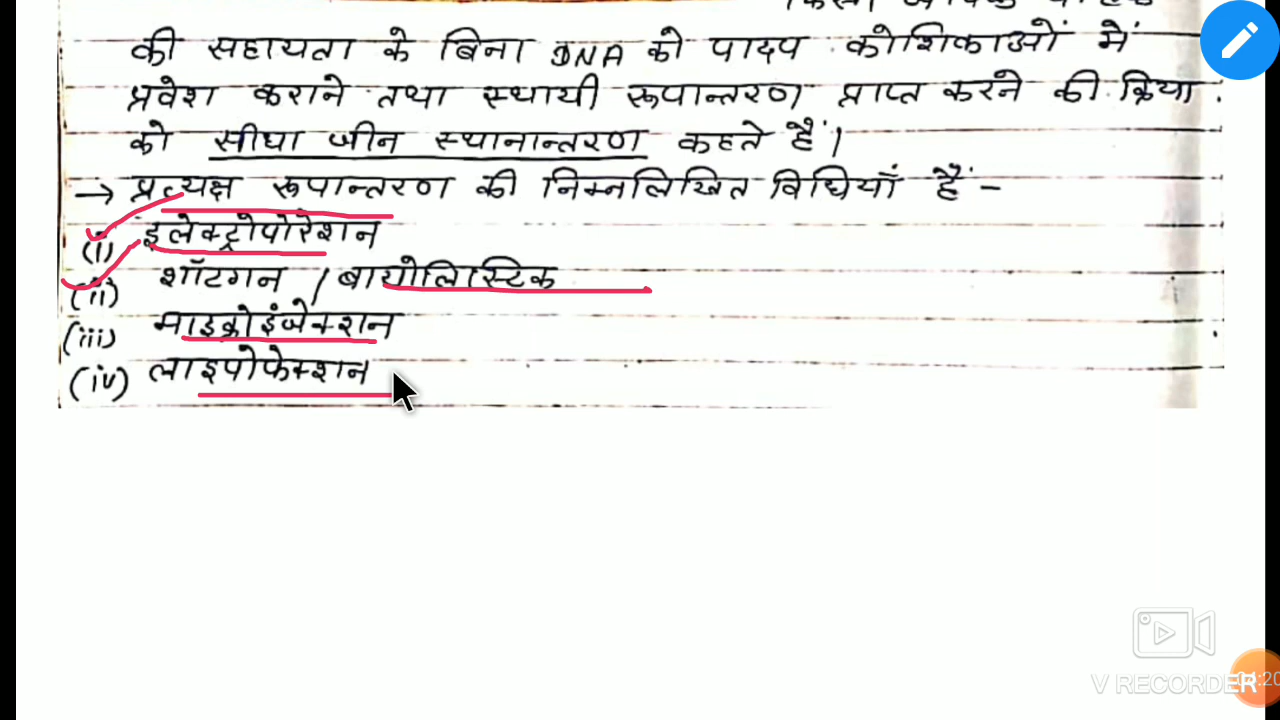 की सहायता के बिना DNA को पादप कोशिकाओं में
प्रवेश कराने तथा स्थायी रूपान्तरण प्राप्त करने की क्रिया
को सीधा जीन स्थानान्तरण कहते हैं।
→ प्रत्यक्ष रूपान्तरण की निम्नलिखित विधियाँ हैं -
(i) इलेक्ट्रोपोरेशन
(ii) शॉटगन / बायोलिस्टिक
(iii) माइक्रोइंजेक्शन
(iv) लाइपोफेक्शन
V RECORDER